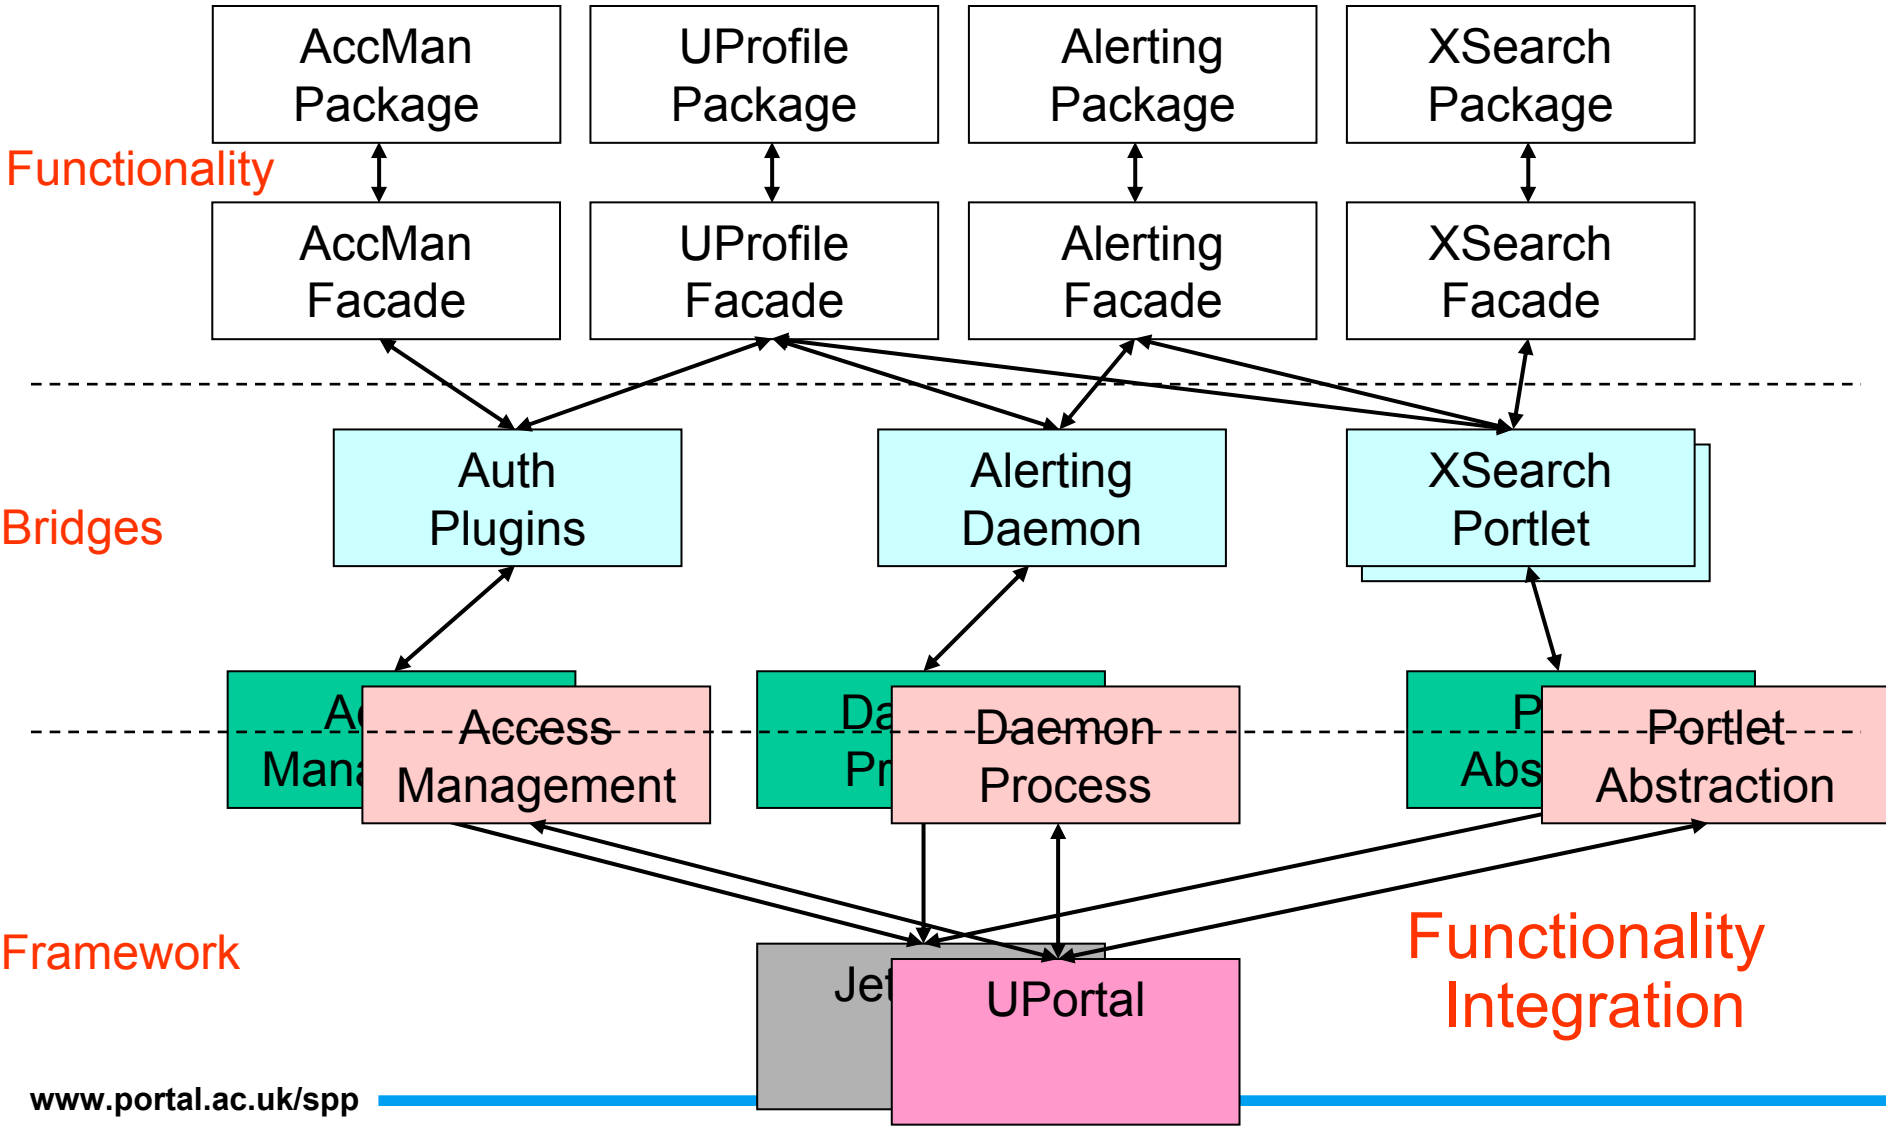 AccMan
Package
UProfile
Package
Alerting
Package
XSearch
Package
Functionality
AccMan
Facade
UProfile
Facade
Alerting
Facade
XSearch
Facade
Auth
Plugins
Alerting
Daemon
XSearch
Portlet
Bridges
Access
Management
Daemon
Process
Portlet
Abstraction
Framework
UPortal
Functionality
Integration
www.portal.ac.uk/spp